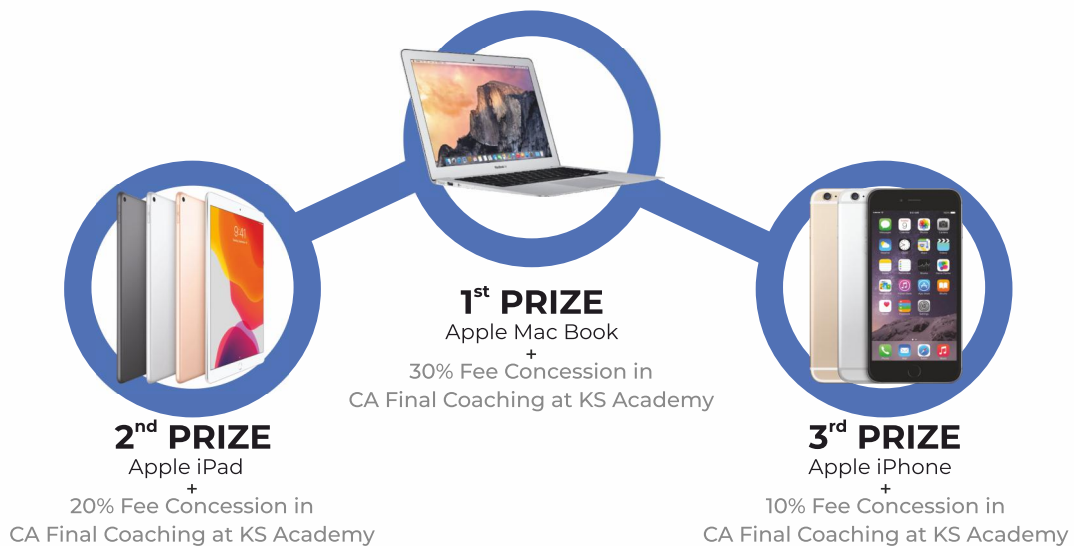 1st PRIZE
Apple Mac Book
+
30% Fee Concession in
CA Final Coaching at KS Academy
2nd PRIZE
Apple iPad
+
20% Fee Concession in
CA Final Coaching at KS Academy
3rd PRIZE
Apple iPhone
+
10% Fee Concession in
CA Final Coaching at KS Academy
9:41